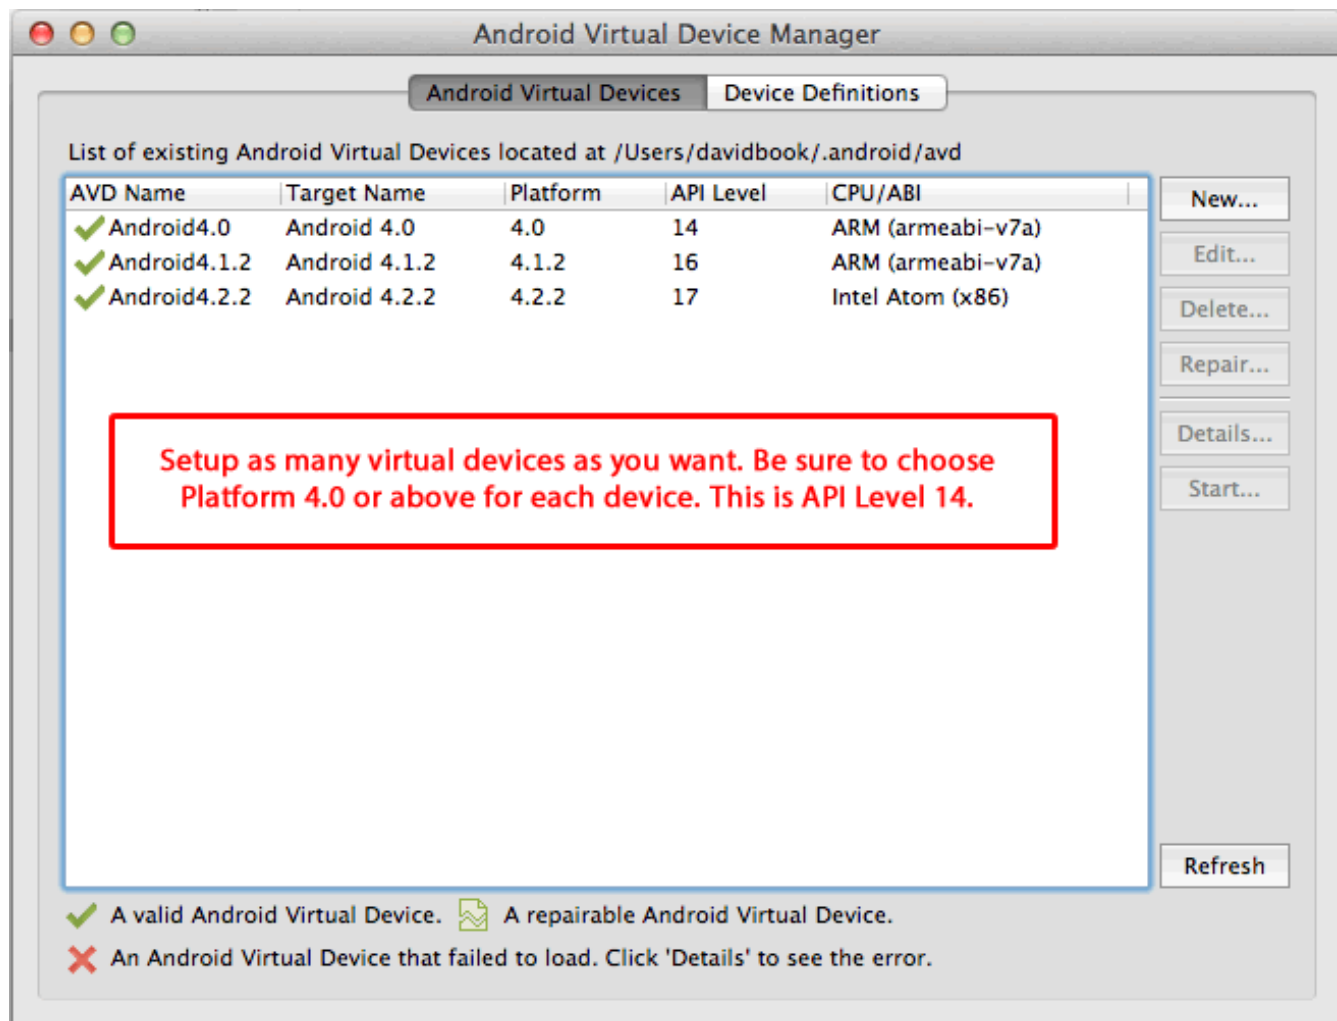 Android Virtual Device Manager
Android Virtual Devices Device Definitions
List of existing Android Virtual Devices located at /Users/davidbook/.android/avd
AVD Name Target Name Platform API Level CPU/ABI
Android4.0 Android 4.0 4.0 14 ARM (armeabi-v7a)
Android4.1.2 Android 4.1.2 4.1.2 16 ARM (armeabi-v7a)
Android4.2.2 Android 4.2.2 4.2.2 17 Intel Atom (x86)
New...
Edit...
Delete...
Repair...
Details...
Start...
Setup as many virtual devices as you want. Be sure to choose
Platform 4.0 or above for each device. This is API Level 14.
Refresh
A valid Android Virtual Device. A repairable Android Virtual Device.
An Android Virtual Device that failed to load. Click 'Details' to see the error.